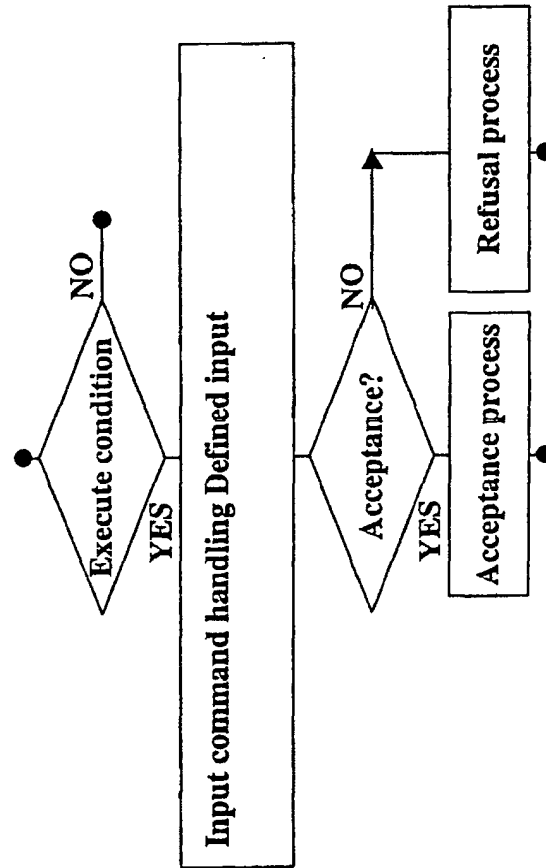 Execute condition
NO
YES
Input command handling Defined input
Acceptance?
NO
YES
Acceptance process
Refusal process